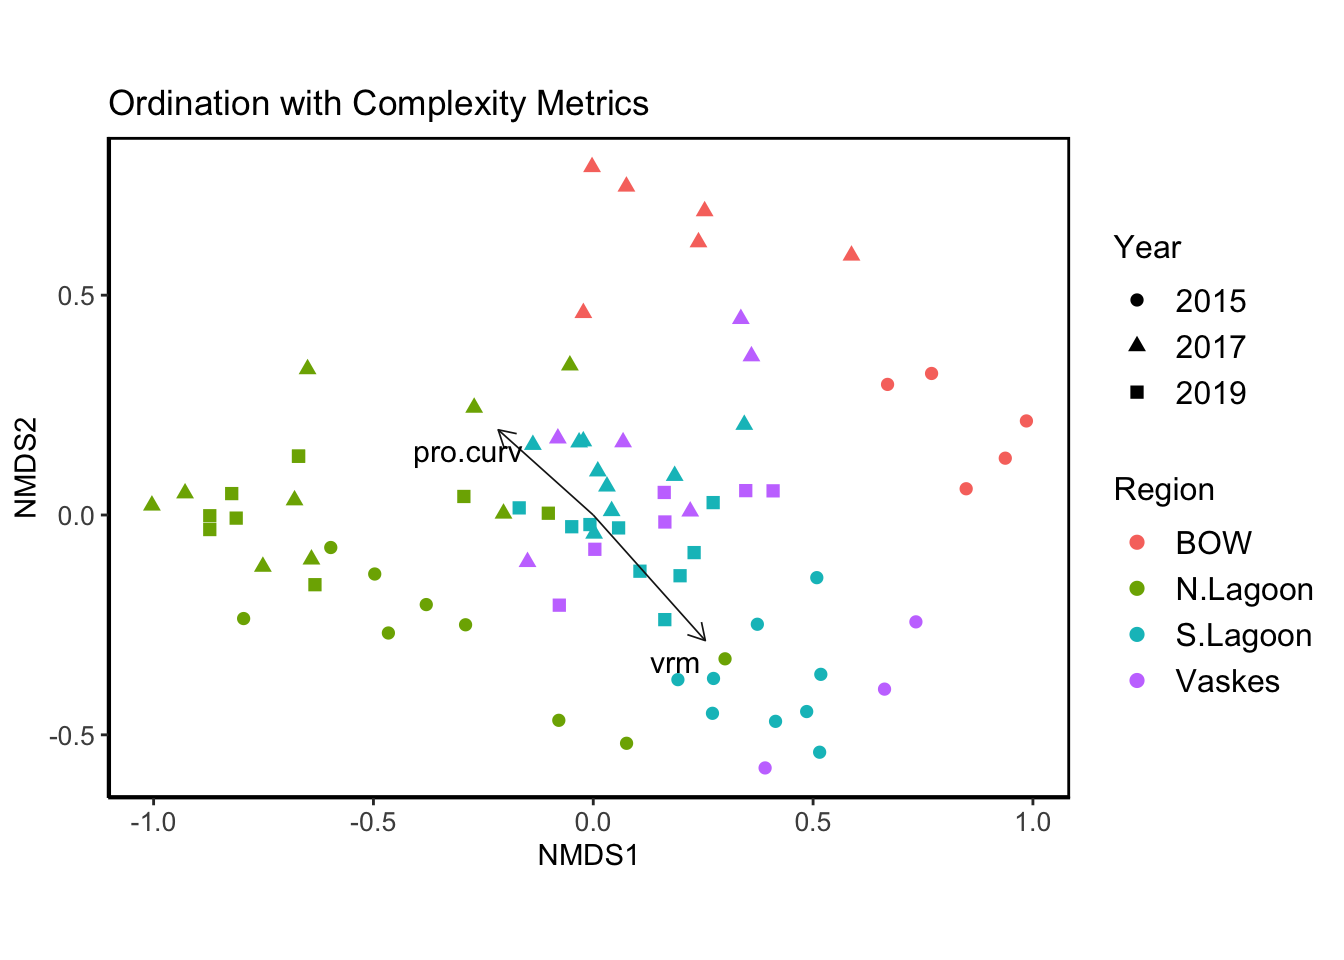 Ordination with Complexity Metrics
NMDS2
0.5
0.0
-0.5
pro.curv
vrm
-1.0
-0.5
0.0
0.5
1.0
NMDS1
Year
2015
2017
2019
Region
BOW
N.Lagoon
S.Lagoon
Vaskes